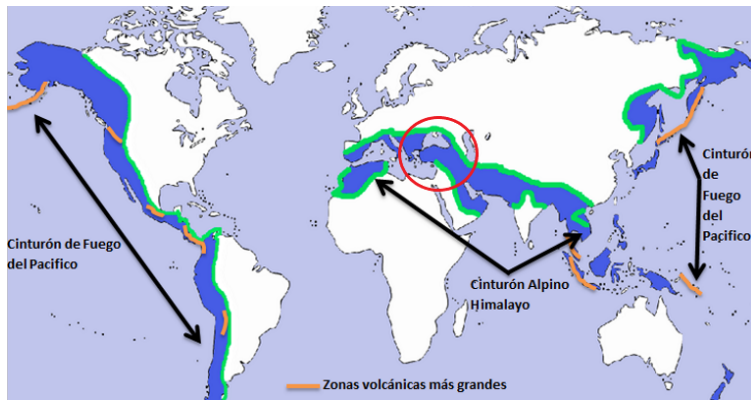 Cinturón de Fuego
del Pacifico
Cinturón Alpino
Himalayo
Cinturón
de
Fuego
del
Pacifico
Zonas volcánicas más grandes